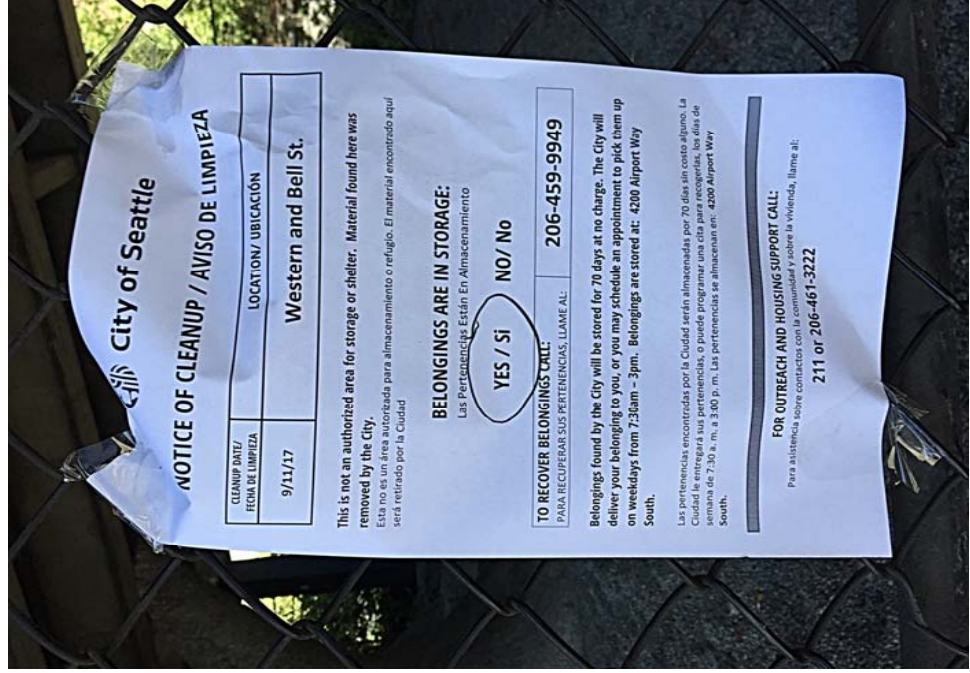 City of Seattle
NOTICE OF CLEANUP / AVISO DE LIMPIEZA
CLEANUP DATE/
FECHA DE LIMPIEZA
LOCATION/ UBICACIÓN
9/11/17
Western and Bell St.
This is not an authorized area for storage or shelter. Material found here was
removed by the City.
Esta no es un área autorizada para almacenamiento o refugio. El material encontrado aquí
será retirado por la Ciudad
BELONGINGS ARE IN STORAGE:
Las Pertenencias Están En Almacenamiento
YES / Si NO/ No
TO RECOVER BELONGINGS CALL:
PARA RECUPERAR SUS PERTENENCIAS, LLAME AL:
206-459-9949
Belongings found by the City will be stored for 70 days at no charge. The City will
deliver your belonging to you, or you may schedule an appointment to pick them up
on weekdays from 7:30am – 3pm. Belongings are stored at: 4200 Airport Way
South.
Las pertenencias encontradas por la Ciudad serán almacenadas por 70 días sin costo alguno. La
Ciudad le entregará sus pertenencias, o puede programar una cita para recogerlas, los días de
semana de 7:30 a. m. a 3:00 p. m. Las pertenencias se almacenan en: 4200 Airport Way
South.
FOR OUTREACH AND HOUSING SUPPORT CALL:
Para asistencia sobre contactos con la comunidad y sobre la vivienda, llame al:
211 or 206-461-3222